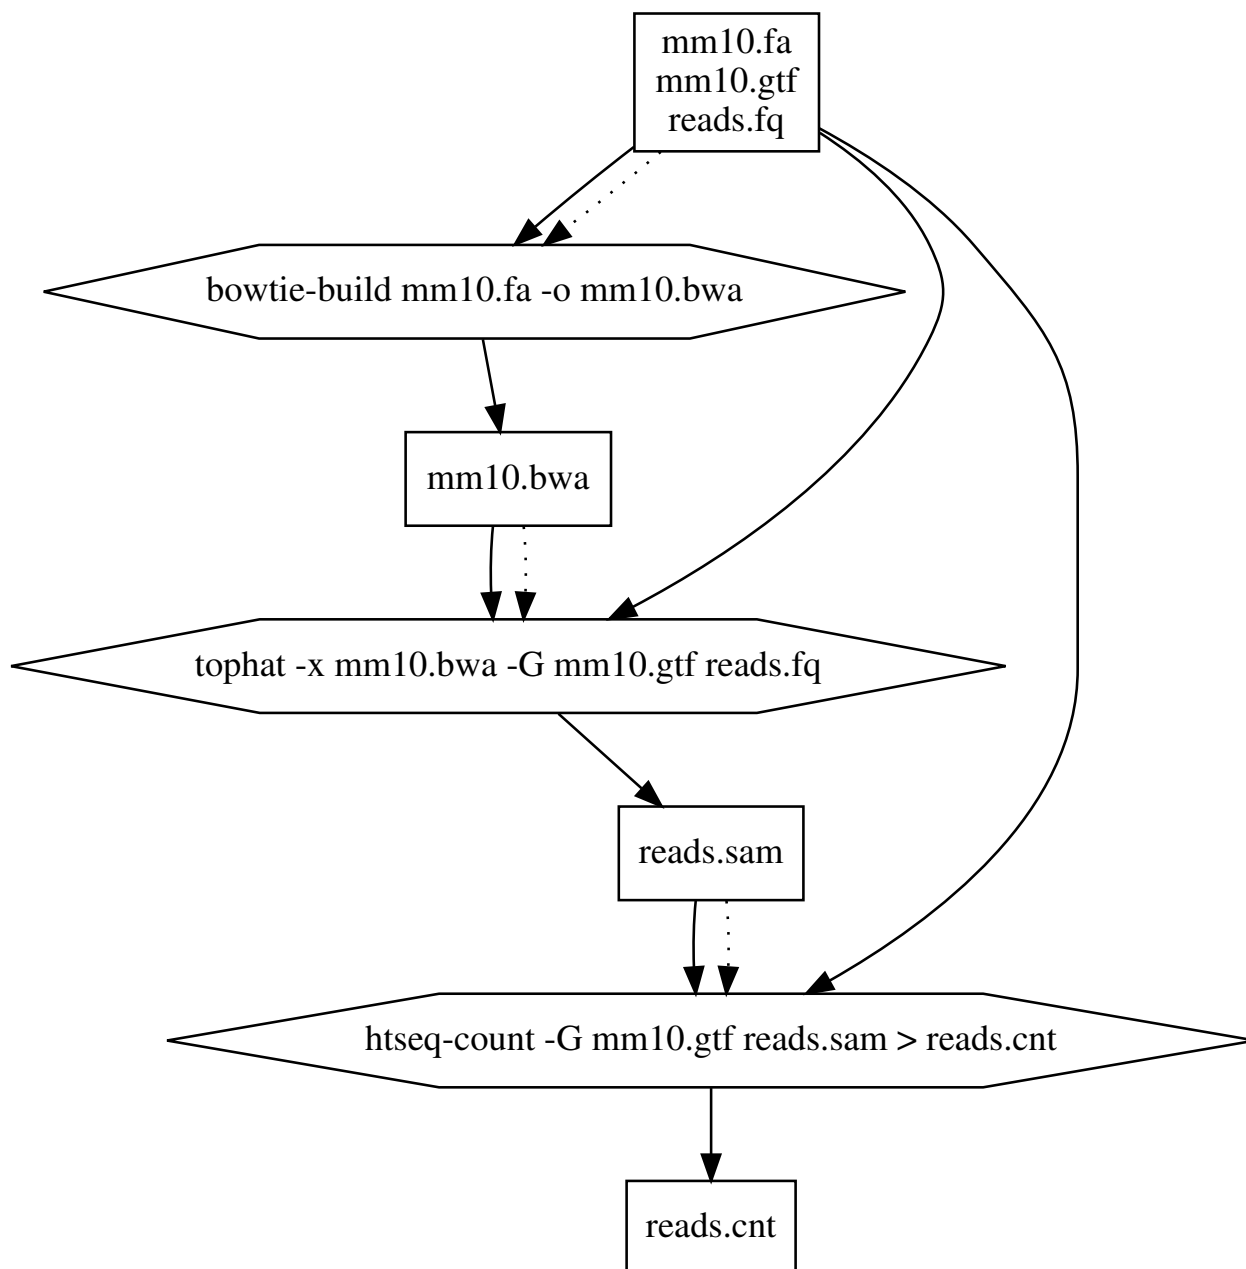 mm10.fa
mm10.gtf
reads.fq
bowtie-build mm10.fa -o mm10.bwa
mm10.bwa
tophat -x mm10.bwa -G mm10.gtf reads.fq
reads.sam
htseq-count -G mm10.gtf reads.sam > reads.cnt
reads.cnt